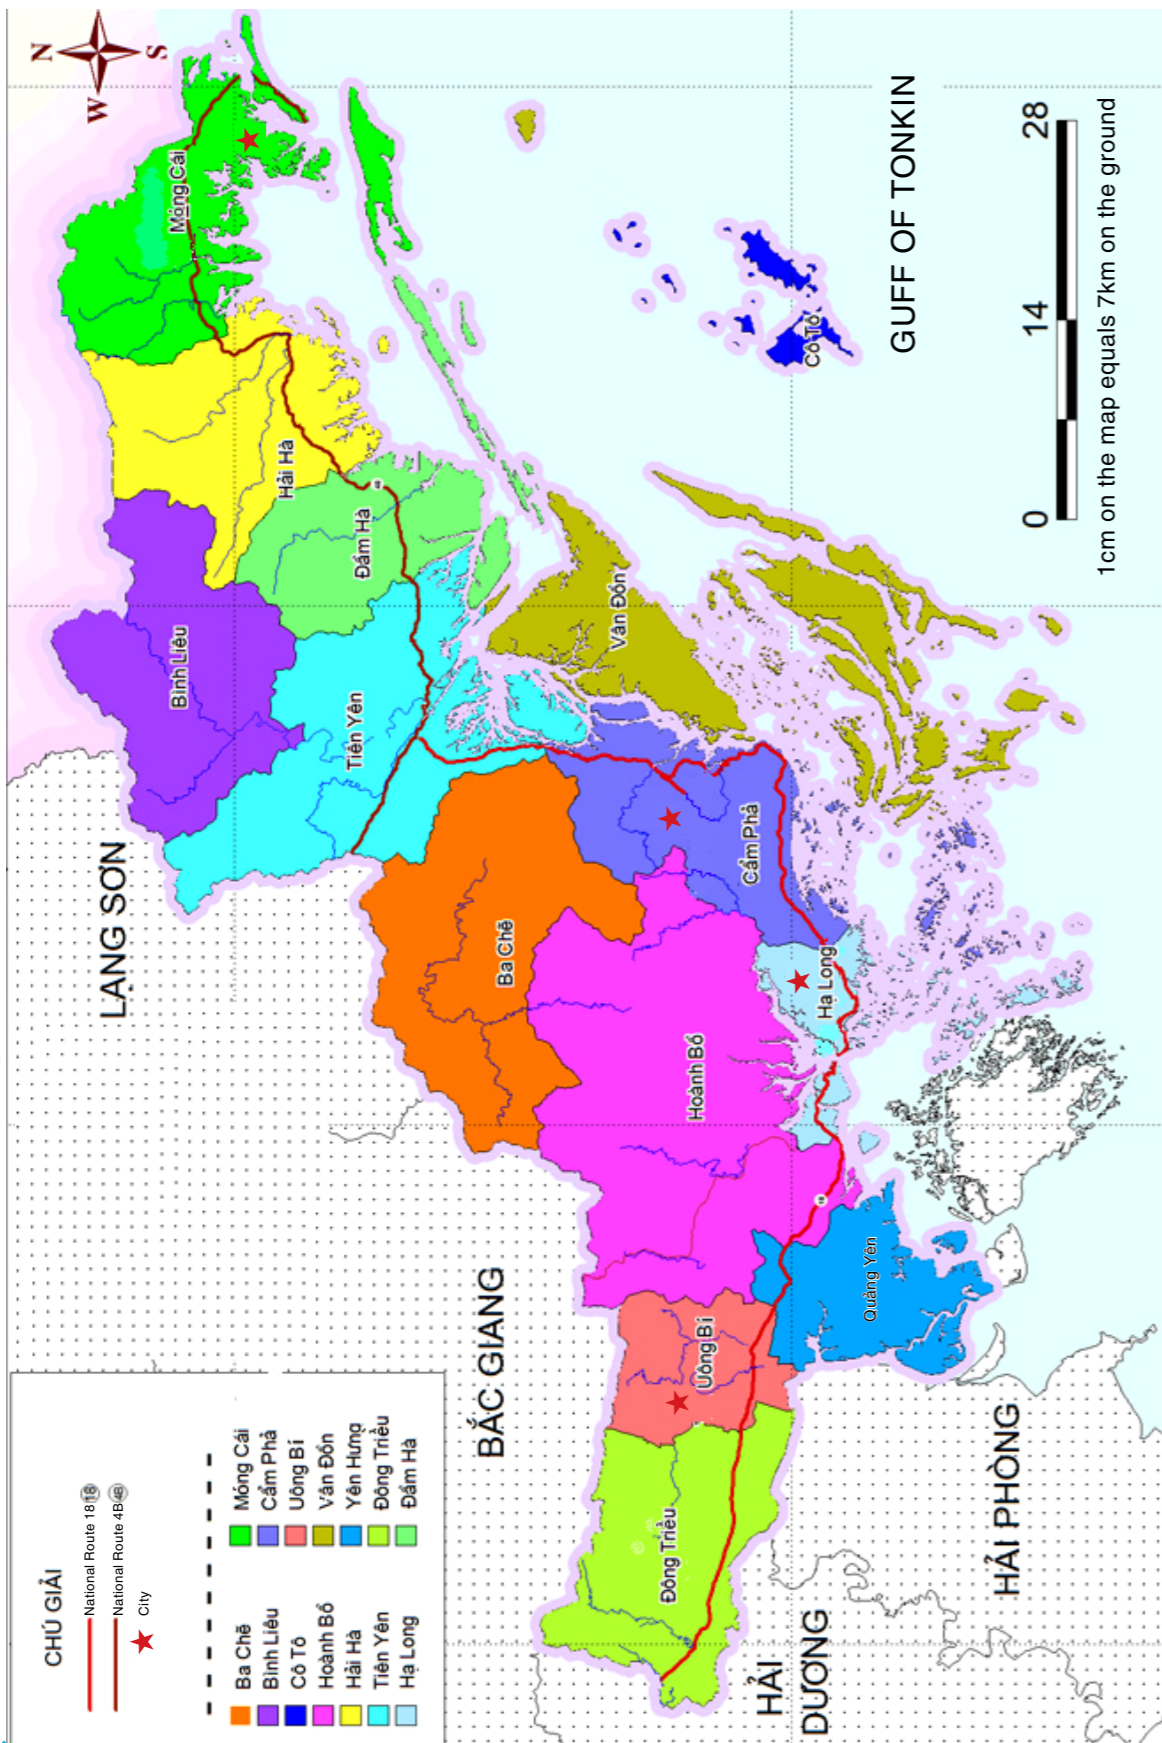 N
S
W
CHÚ GIẢI
National Route 18 18
National Route 4B 4B
City
Ba Chẽ
Bình Liêu
Cô Tô
Hoành Bồ
Hải Hà
Tiên Yên
Hạ Long
Móng Cái
Cẩm Phả
Uông Bí
Vân Đồn
Yên Hưng
Đông Triều
Đầm Hà
LẠNG SƠN
BẮC GIANG
HẢI
DƯƠNG
HẢI PHÒNG
GUFF OF TONKIN
Móng Cái
Hải Hà
Bình Liêu
Đầm Hà
Tiên Yên
Ba Chẽ
Vân Đồn
Cô Tô
Cẩm Phả
Hạ Long
Hoành Bồ
18
Quảng Yên
Uông Bí
Đông Triều
0 14 28
1cm on the map equals 7km on the ground